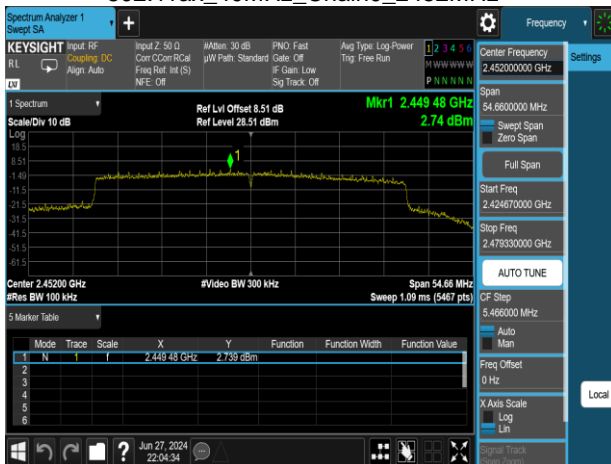 Spectrum Analyzer 1
Swept SA
+
Frequency
KEYSIGHT
RL
LXI
Input: RF
Coupling: DC
Align: Auto
Input Z: 50 Ω
Corr CCorr RCal
Freq Ref: Int (S)
NFE: Off
#Atten: 30 dB
µW Path: Standard
PNO: Fast
Gate: Off
IF Gain: Low
Sig Track: Off
Avg Type: Log-Power
Trig: Free Run
1 2 3 4 5 6
M W W W W W
P N N N N N
1 Spectrum
Scale/Div 10 dB
Ref Lvl Offset 8.51 dB
Ref Level 28.51 dBm
Mkr1 2.449 48 GHz
2.74 dBm
Log
18.5
8.51
-1.49
-11.5
-21.5
-31.5
-41.5
-51.5
-61.5
1
Center 2.45200 GHz
#Res BW 100 kHz
#Video BW 300 kHz
Span 54.66 MHz
Sweep 1.09 ms (5467 pts)
5 Marker Table
Mode Trace Scale X Y Function Function Width Function Value
1 N 1 f 2.449 48 GHz 2.739 dBm
2
3
4
5
6
Jun 27, 2024
22:04:34
Center Frequency
2.452000000 GHz
Settings
Span
54.6600000 MHz
Swept Span
Zero Span
Full Span
Start Freq
2.424670000 GHz
Stop Freq
2.479330000 GHz
AUTO TUNE
CF Step
5.466000 MHz
Auto
Man
Freq Offset
0 Hz
Local
X Axis Scale
Log
Lin
Signal Track
(Span Zoom)